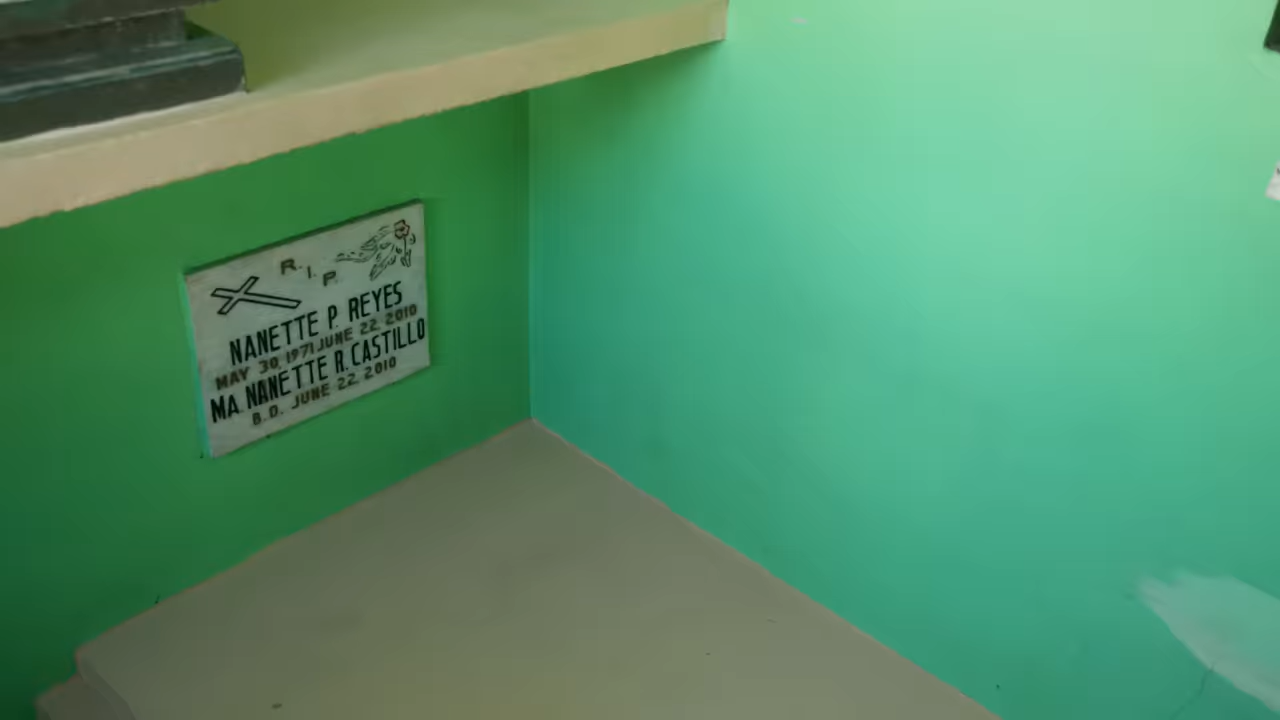 R. I. P.
NANETTE P. REYES
MAY 30 1971 JUNE 22 2010
MA. NANETTE R. CASTILLO
B.D. JUNE 22, 2010